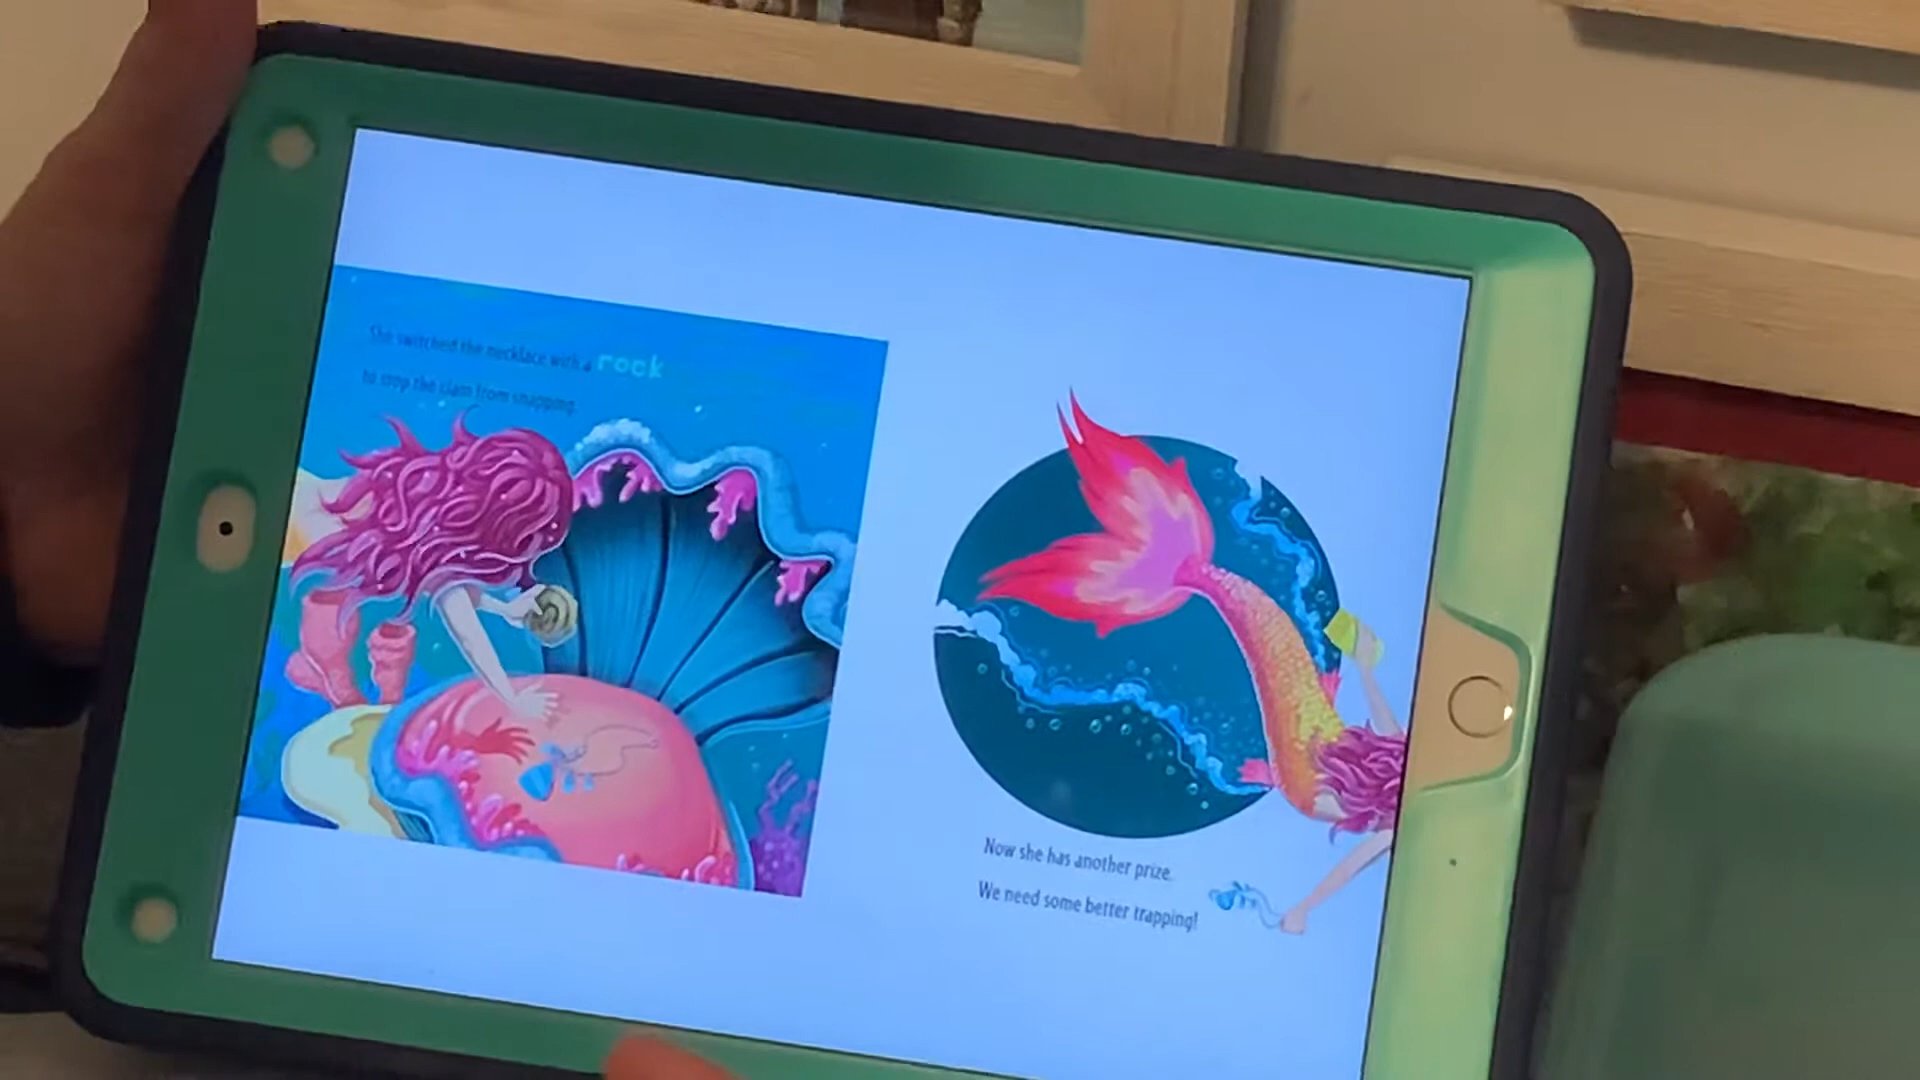 She switched the necklace with a rock
to stop the clam from snapping.
Now she has another prize.
We need some better trapping!